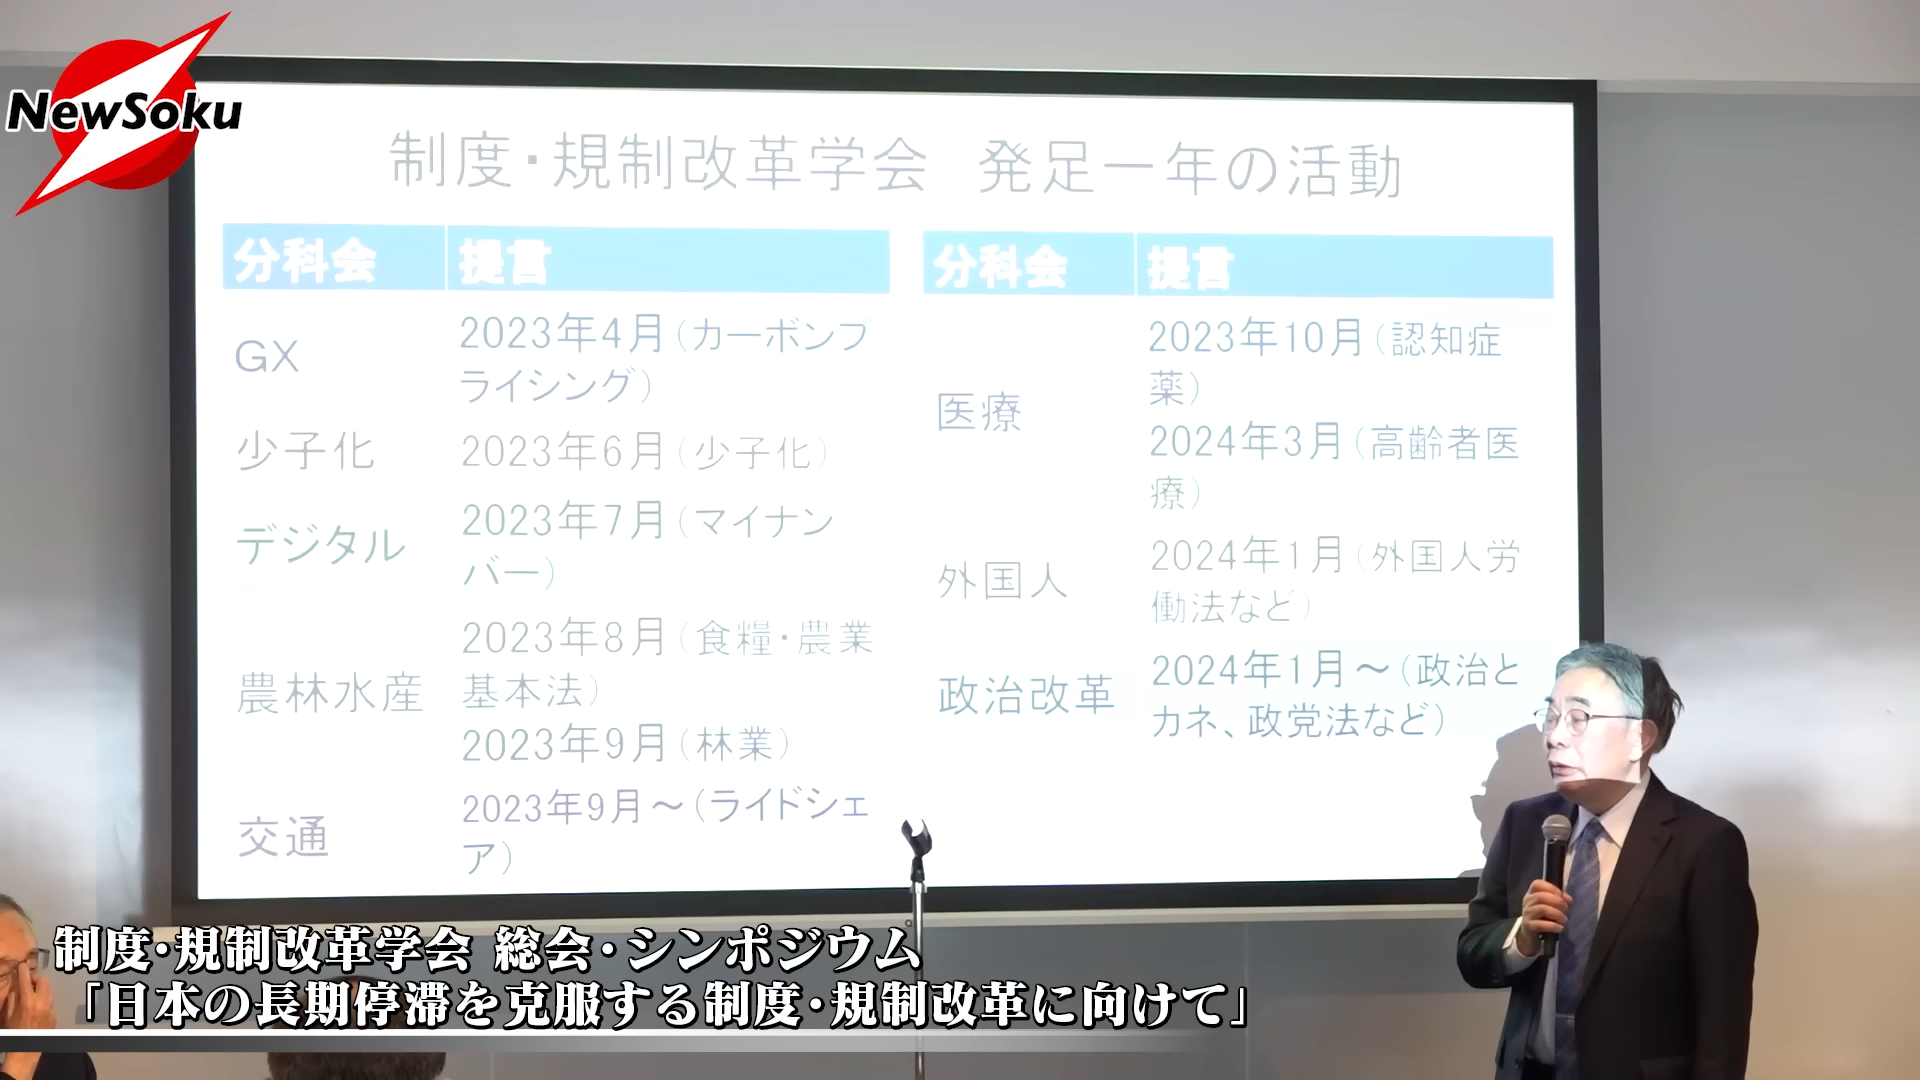 NewSoku
制度・規制改革学会　発足一年の活動
分科会 提言
GX
2023年4月（カーボンプ
ライシング）
少子化 2023年6月（少子化）
デジタル
2023年7月（マイナン
バー）
農林水産
2023年8月（食糧・農業
基本法）
2023年9月（林業）
交通
2023年9月～（ライドシェ
ア）
分科会 提言
医療
2023年10月（認知症
薬）
2024年3月（高齢者医
療）
外国人
2024年1月（外国人労
働法など）
政治改革
2024年1月～（政治と
カネ、政党法など）
制度・規制改革学会 総会・シンポジウム
「日本の長期停滞を克服する制度・規制改革に向けて」